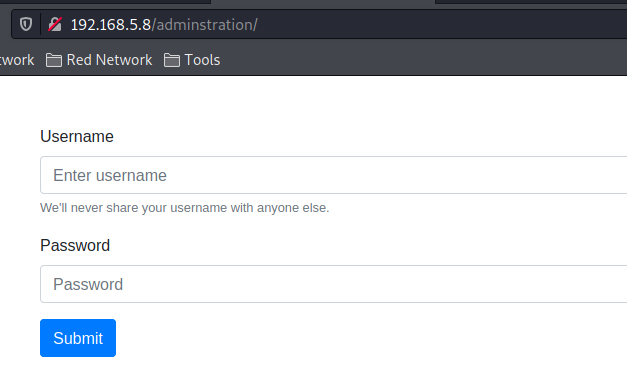 192.168.5.8/adminstration/
twork Red Network Tools
Username
Enter username
We'll never share your username with anyone else.
Password
Password
Submit